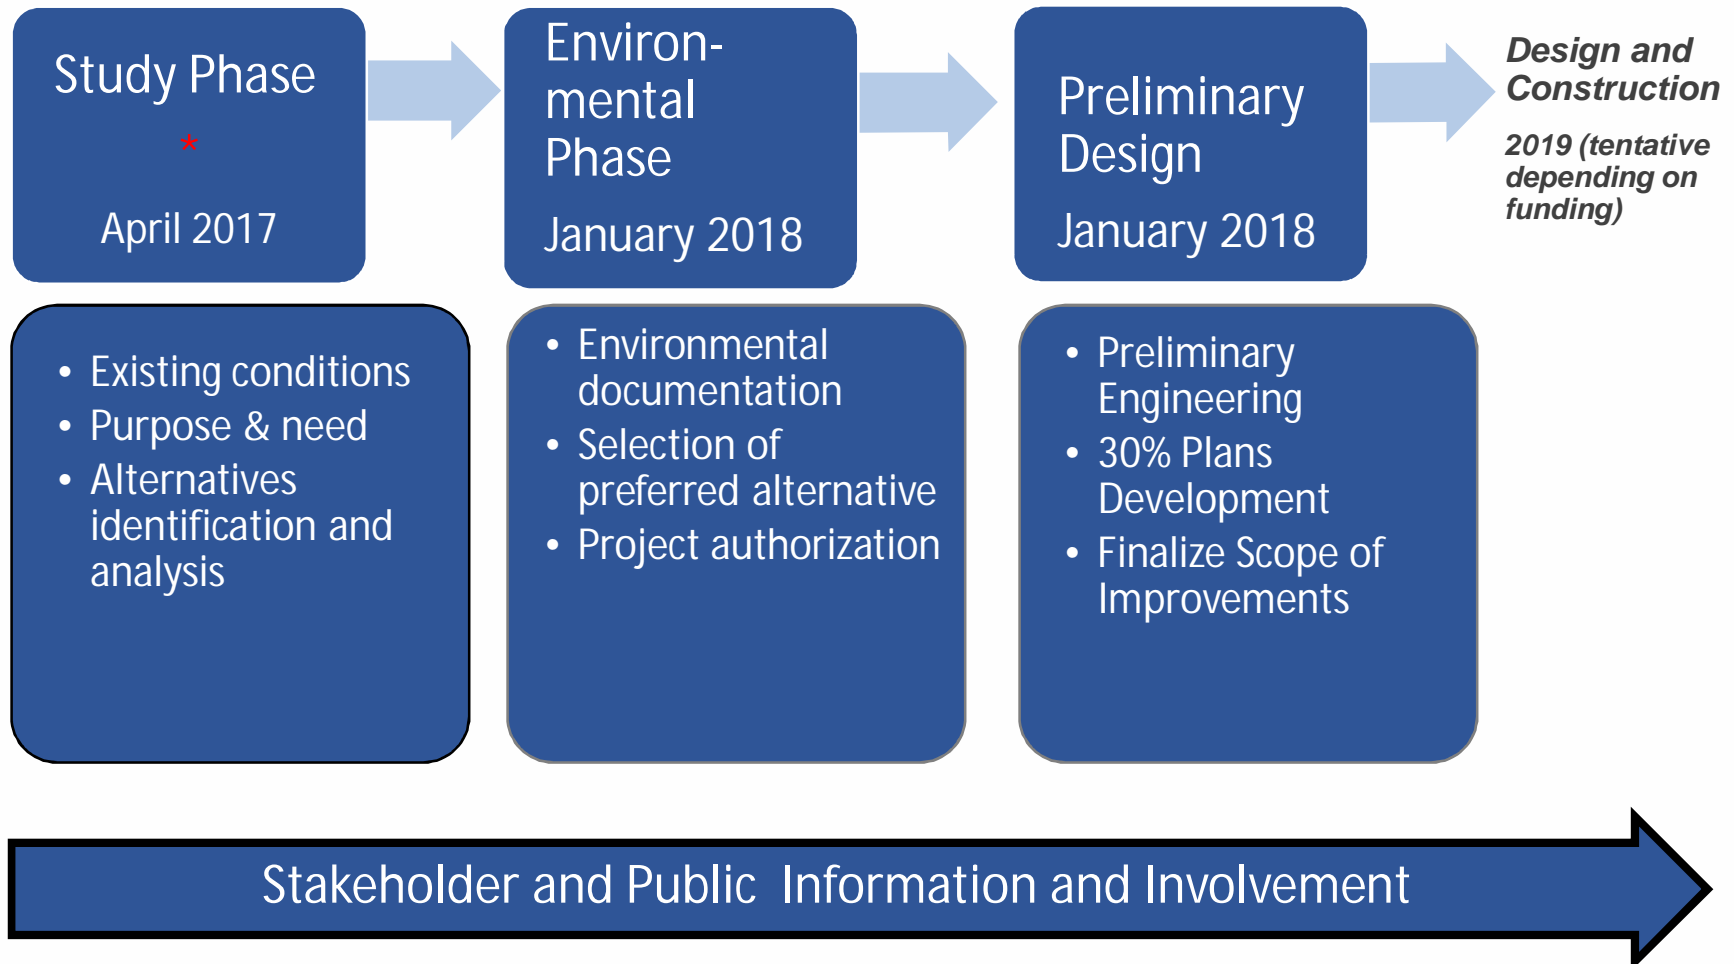 Study Phase
*
April 2017
Environ-
mental
Phase
January 2018
Preliminary
Design
January 2018
Design and
Construction
2019 (tentative
depending on
funding)
• Existing conditions
• Purpose & need
• Alternatives
identification and
analysis
• Environmental
documentation
• Selection of
preferred alternative
• Project authorization
• Preliminary
Engineering
• 30% Plans
Development
• Finalize Scope of
Improvements
Stakeholder and Public  Information and Involvement